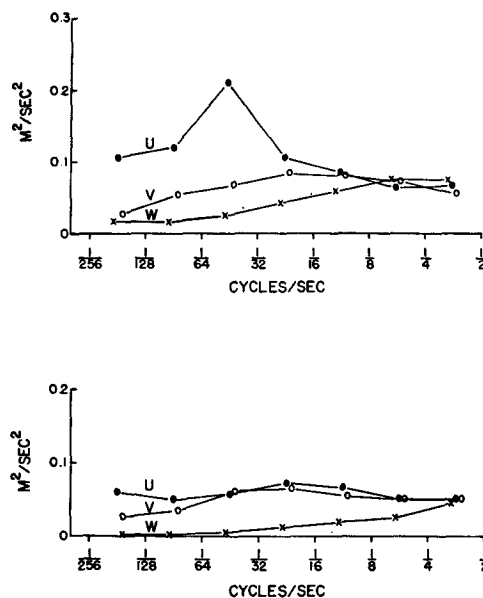 0.3
0.2
0.1
0
M²/SEC²
U
V
W
1/256 1/128 1/64 1/32 1/16 1/8 1/4 1/2
CYCLES/SEC
0.2
0.1
0
M²/SEC²
U
V
W
1/256 1/128 1/64 1/32 1/16 1/8 1/4 1/2
CYCLES/SEC